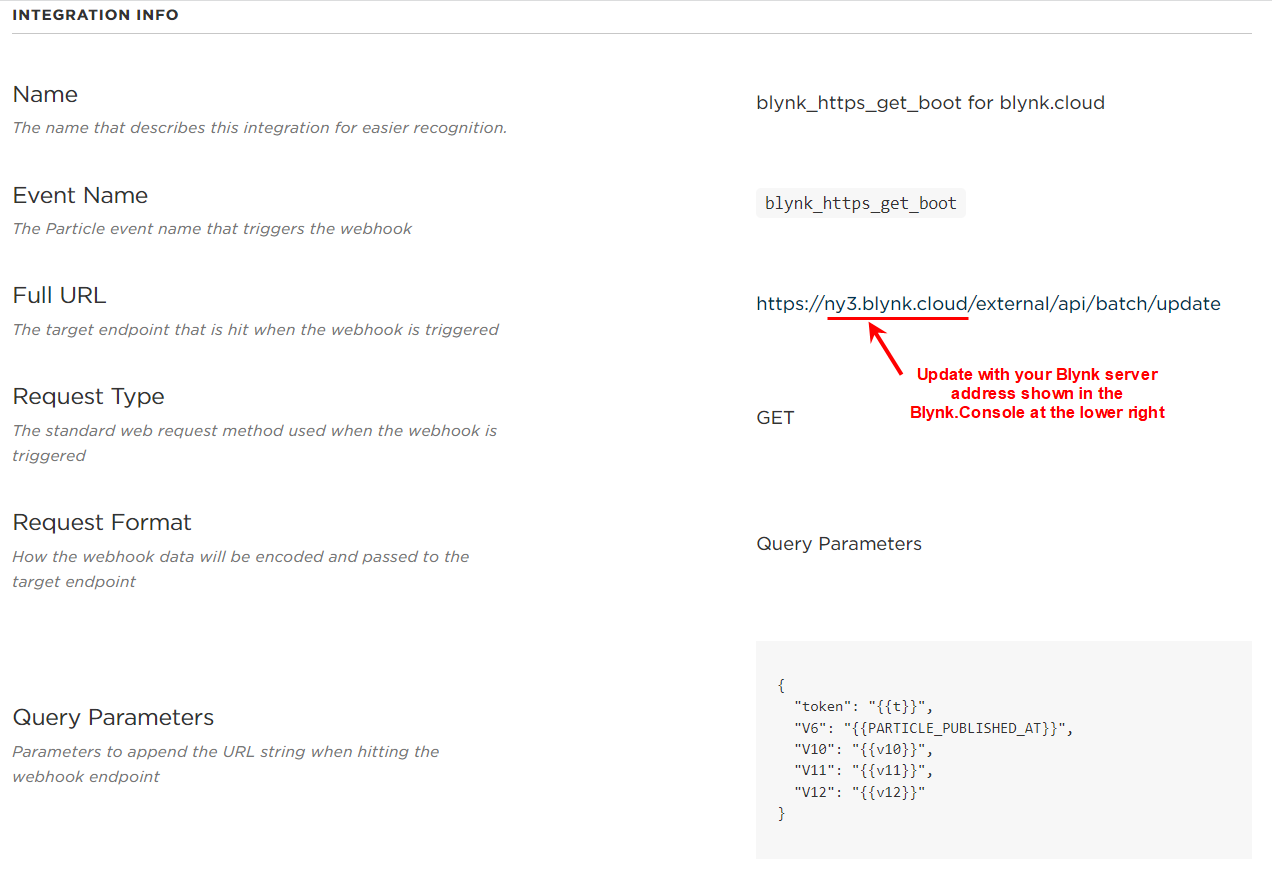 INTEGRATION INFO
Name
The name that describes this integration for easier recognition.
blynk_https_get_boot for blynk.cloud
Event Name
The Particle event name that triggers the webhook
blynk_https_get_boot
Full URL
The target endpoint that is hit when the webhook is triggered
https://ny3.blynk.cloud/external/api/batch/update
Update with your Blynk server
address shown in the
Blynk.Console at the lower right
Request Type
The standard web request method used when the webhook is
triggered
GET
Request Format
How the webhook data will be encoded and passed to the
target endpoint
Query Parameters
Query Parameters
Parameters to append the URL string when hitting the
webhook endpoint
{
  "token": "{{t}}",
  "V6": "{{PARTICLE_PUBLISHED_AT}}",
  "V10": "{{v10}}",
  "V11": "{{v11}}",
  "V12": "{{v12}}"
}